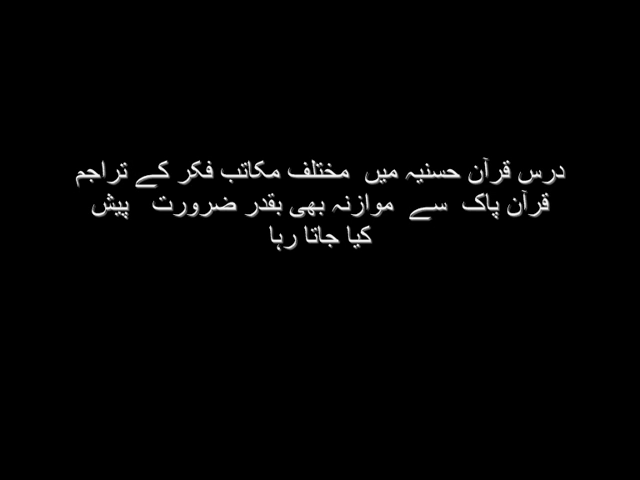 درس قرآن حسنیہ میں مختلف مکاتب فکر کے تراجم
قرآن پاک سے موازنہ بھی بقدر ضرورت پیش
کیا جاتا رہا